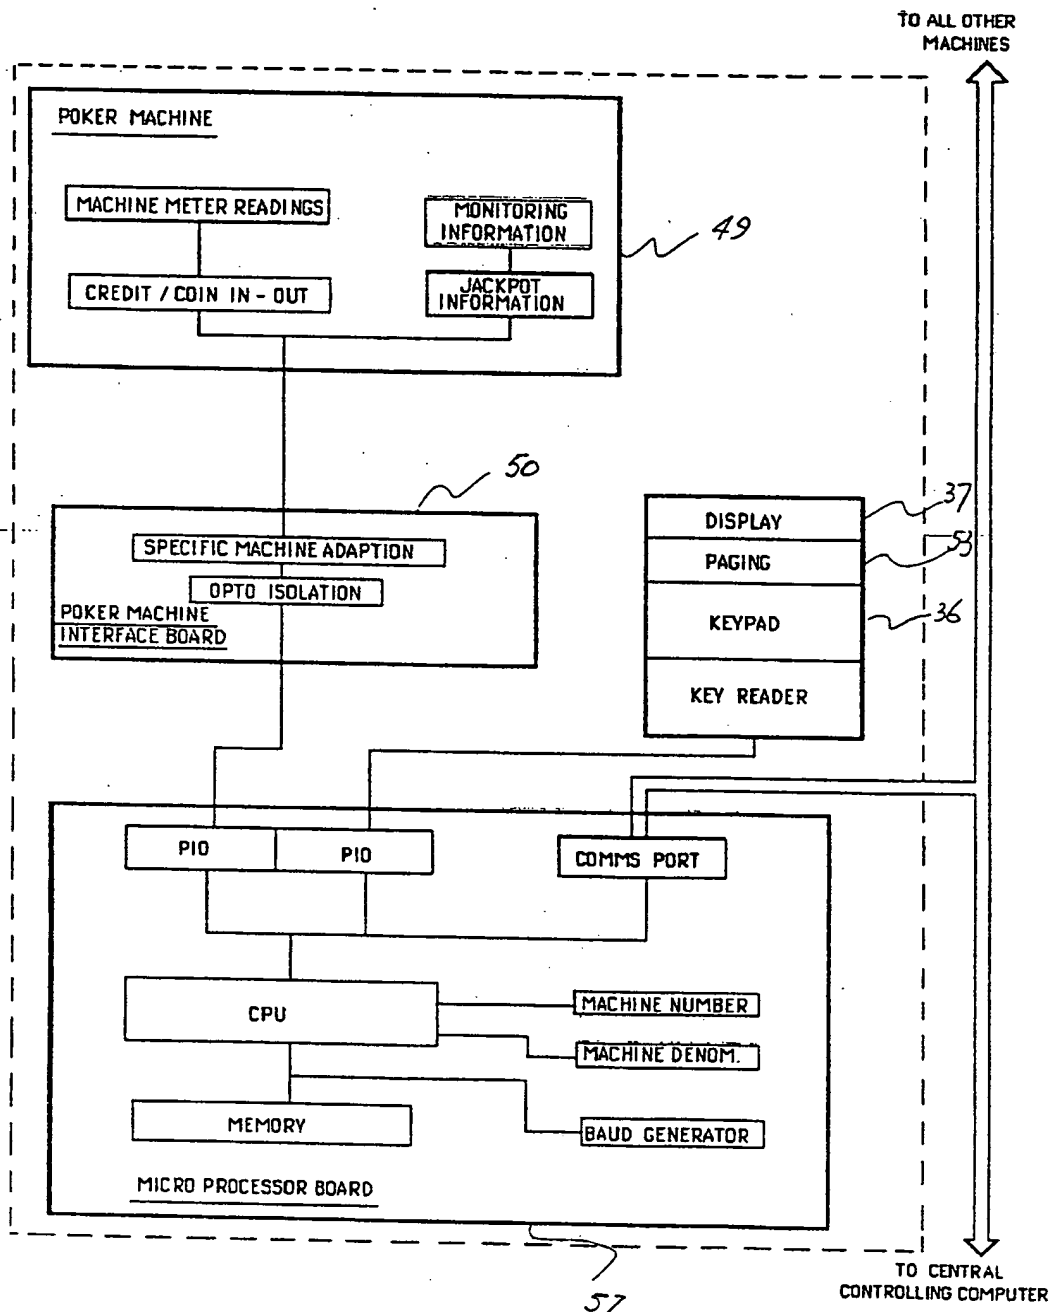 TO ALL OTHER
MACHINES
POKER MACHINE
MACHINE METER READINGS
MONITORING
INFORMATION
49
CREDIT / COIN IN - OUT
JACKPOT
INFORMATION
50
SPECIFIC MACHINE ADAPTION
OPTO ISOLATION
POKER MACHINE
INTERFACE BOARD
DISPLAY
37
PAGING
53
KEYPAD
36
KEY READER
PIO
PIO
COMMS PORT
CPU
MACHINE NUMBER
MACHINE DENOM.
MEMORY
BAUD GENERATOR
MICRO PROCESSOR BOARD
57
TO CENTRAL
CONTROLLING COMPUTER